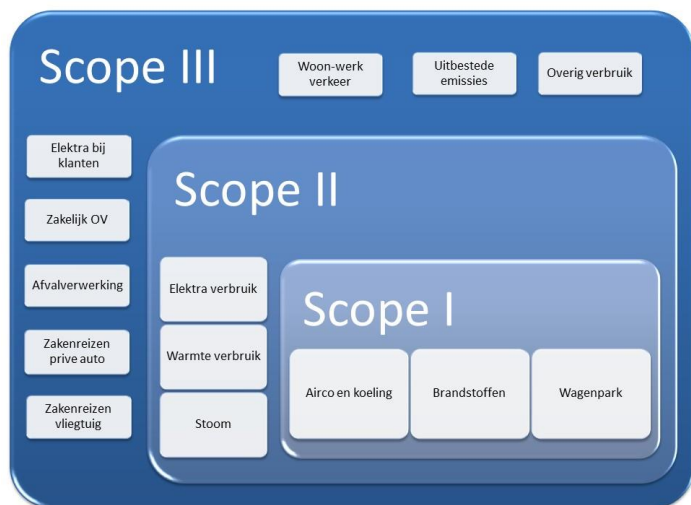 Scope III
Woon-werk
verkeer
Uitbestede
emissies
Overig verbruik
Elektra bij
klanten
Zakelijk OV
Afvalverwerking
Zakenreizen
prive auto
Zakenreizen
vliegtuig
Scope II
Elektra verbruik
Warmte verbruik
Stoom
Scope I
Airco en koeling
Brandstoffen
Wagenpark